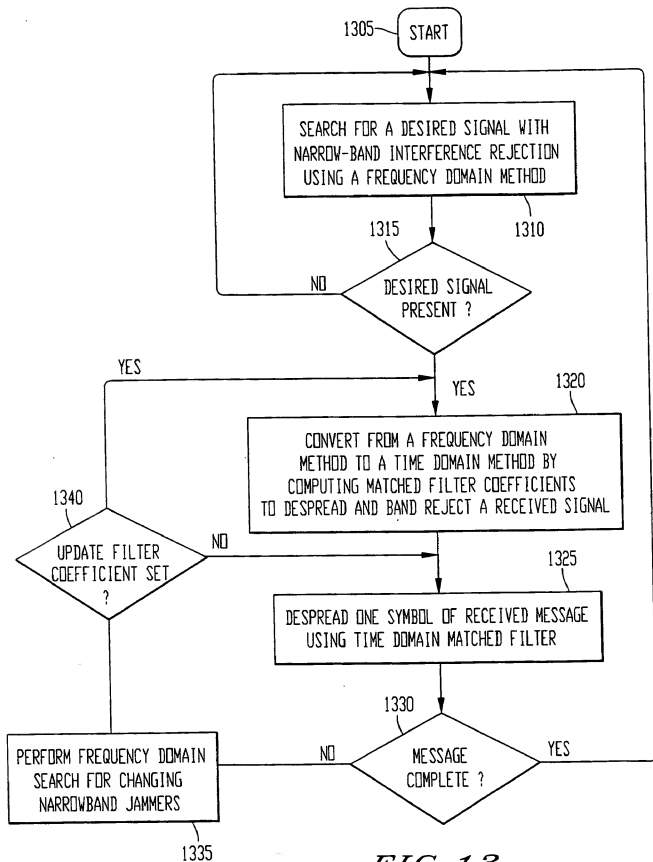 1305
START
SEARCH FOR A DESIRED SIGNAL WITH
NARROW-BAND INTERFERENCE REJECTION
USING A FREQUENCY DOMAIN METHOD
1310
1315
NO
DESIRED SIGNAL
PRESENT ?
YES
YES
1320
CONVERT FROM A FREQUENCY DOMAIN
METHOD TO A TIME DOMAIN METHOD BY
COMPUTING MATCHED FILTER COEFFICIENTS
TO DESPREAD AND BAND REJECT A RECEIVED SIGNAL
1340
UPDATE FILTER
COEFFICIENT SET
?
NO
1325
DESPREAD ONE SYMBOL OF RECEIVED MESSAGE
USING TIME DOMAIN MATCHED FILTER
1330
MESSAGE
COMPLETE ?
YES
NO
PERFORM FREQUENCY DOMAIN
SEARCH FOR CHANGING
NARROWBAND JAMMERS
1335
FIG. 13